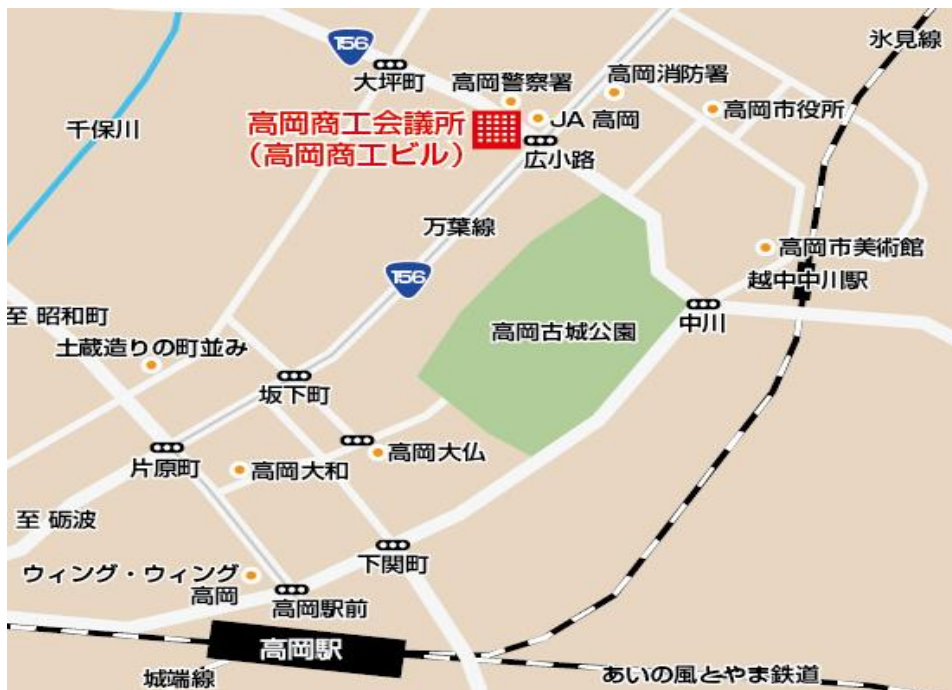 156
氷見線
大坪町
高岡警察署
高岡消防署
千保川
高岡商工会議所
（高岡商工ビル）
JA 高岡
高岡市役所
広小路
万葉線
156
高岡市美術館
越中中川駅
至 昭和町
高岡古城公園
中川
土蔵造りの町並み
坂下町
片原町
高岡大和
高岡大仏
至 砺波
下関町
ウィング・ウィング
高岡
高岡駅前
高岡駅
城端線
あいの風とやま鉄道